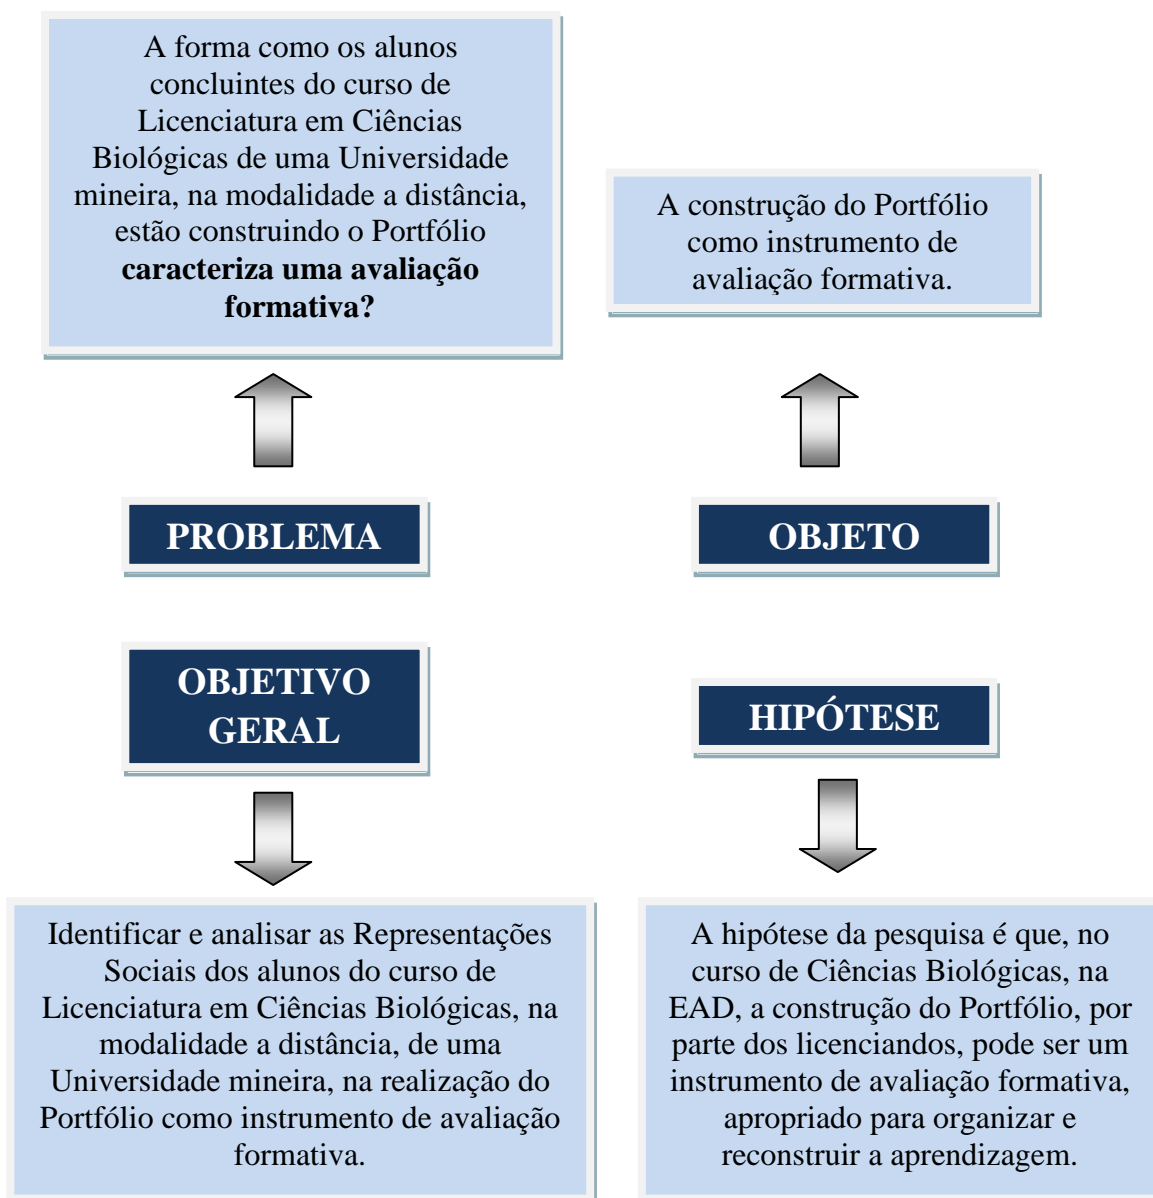 A forma como os alunos
concluintes do curso de
Licenciatura em Ciências
Biológicas de uma Universidade
mineira, na modalidade a distância,
estão construindo o Portfólio
caracteriza uma avaliação
formativa?
A construção do Portfólio
como instrumento de
avaliação formativa.
PROBLEMA
OBJETO
OBJETIVO
GERAL
HIPÓTESE
Identificar e analisar as Representações
Sociais dos alunos do curso de
Licenciatura em Ciências Biológicas, na
modalidade a distância, de uma
Universidade mineira, na realização do
Portfólio como instrumento de avaliação
formativa.
A hipótese da pesquisa é que, no
curso de Ciências Biológicas, na
EAD, a construção do Portfólio, por
parte dos licenciandos, pode ser um
instrumento de avaliação formativa,
apropriado para organizar e
reconstruir a aprendizagem.